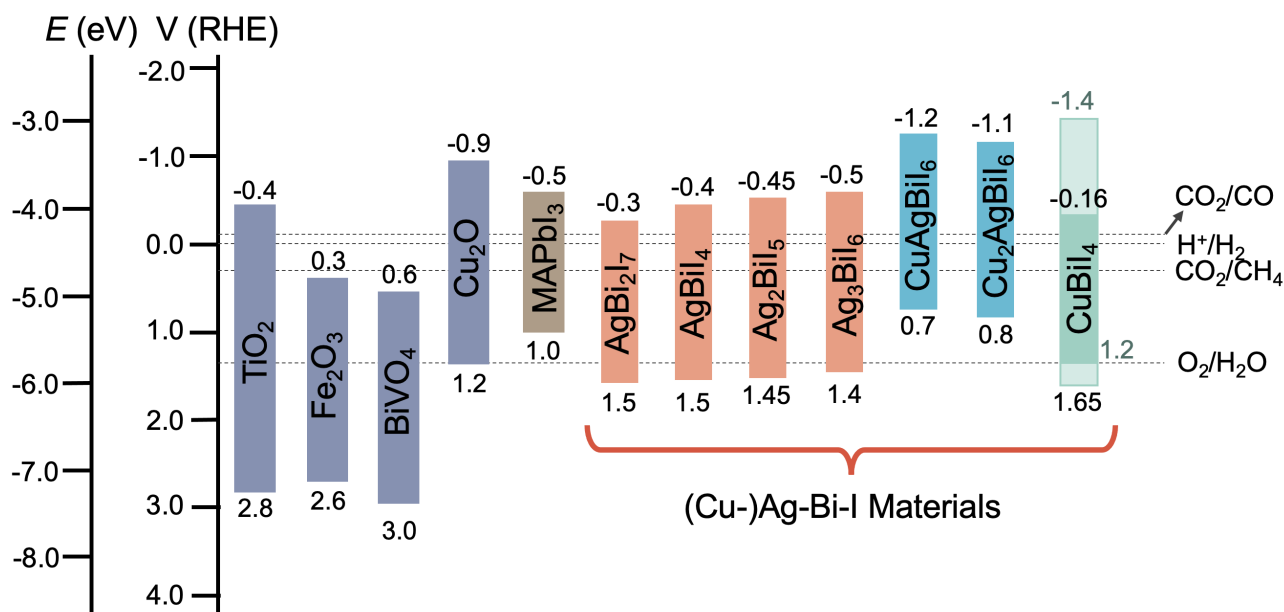 E (eV) V (RHE)
-2.0
-1.0
0.0
1.0
2.0
3.0
4.0
-3.0
-4.0
-5.0
-6.0
-7.0
-8.0
-0.4
TiO₂
2.8
0.3
Fe₂O₃
2.6
0.6
BiVO₄
3.0
-0.9
Cu₂O
1.2
-0.5
MAPbI₃
1.0
-0.3
AgBi₂I₇
1.5
-0.4
AgBiI₄
1.5
-0.45
Ag₂BiI₅
1.45
-0.5
Ag₃BiI₆
1.4
-1.2
CuAgBiI₆
0.7
-1.1
Cu₂AgBiI₆
0.8
-1.4
-0.16
CuBiI₄
1.2
1.65
CO₂/CO
H⁺/H₂
CO₂/CH₄
O₂/H₂O
(Cu-)Ag-Bi-I Materials